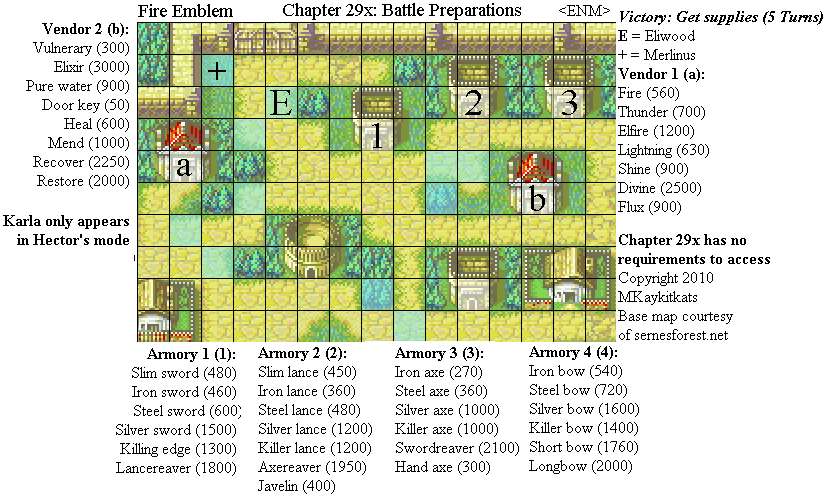 Fire Emblem
Chapter 29x: Battle Preparations
<ENM>
Vendor 2 (b):
Vulnerary (300)
Elixir (3000)
Pure water (900)
Door key (50)
Heal (600)
Mend (1000)
Recover (2250)
Restore (2000)
Karla only appears
in Hector's mode
+
E
1
2
3
a
b
Victory: Get supplies (5 Turns)
E = Eliwood
+ = Merlinus
Vendor 1 (a):
Fire (560)
Thunder (700)
Elfire (1200)
Lightning (630)
Shine (900)
Divine (2500)
Flux (900)
Chapter 29x has no
requirements to access
Copyright 2010
MKaykitkats
Base map courtesy
of sernesforest.net
Armory 1 (1):
Slim sword (480)
Iron sword (460)
Steel sword (600)
Silver sword (1500)
Killing edge (1300)
Lancereaver (1800)
Armory 2 (2):
Slim lance (450)
Iron lance (360)
Steel lance (480)
Silver lance (1200)
Killer lance (1200)
Axereaver (1950)
Javelin (400)
Armory 3 (3):
Iron axe (270)
Steel axe (360)
Silver axe (1000)
Killer axe (1000)
Swordreaver (2100)
Hand axe (300)
Armory 4 (4):
Iron bow (540)
Steel bow (720)
Silver bow (1600)
Killer bow (1400)
Short bow (1760)
Longbow (2000)